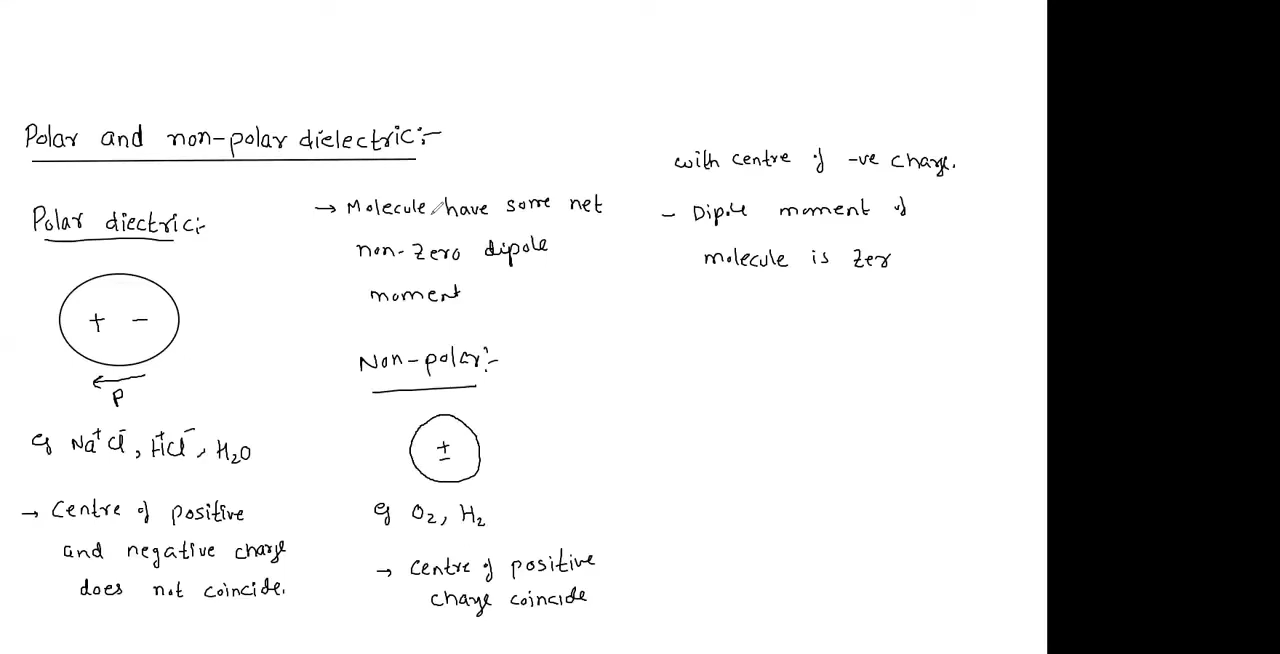 Polar and non-polar dielectric:-
Polar diectric:-
+ -
P
eg Na⁺Cl⁻, H⁺Cl⁻, H₂O
→ Centre of positive
and negative charge
does not coincide.
→ Molecule have some net
non-zero dipole
moment
Non-polar:-
±
eg O₂, H₂
→ Centre of positive
charge coincide
with centre of -ve charge.
- Dipole moment of
molecule is zer